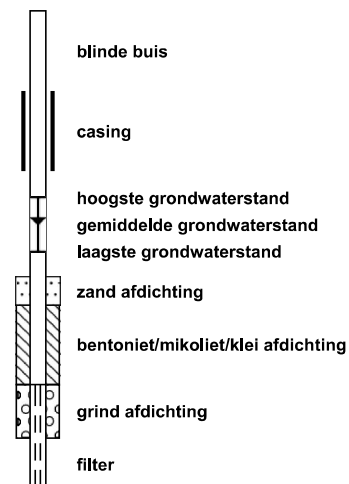 blinde buis
casing
hoogste grondwaterstand
gemiddelde grondwaterstand
laagste grondwaterstand
zand afdichting
bentoniet/mikoliet/klei afdichting
grind afdichting
filter